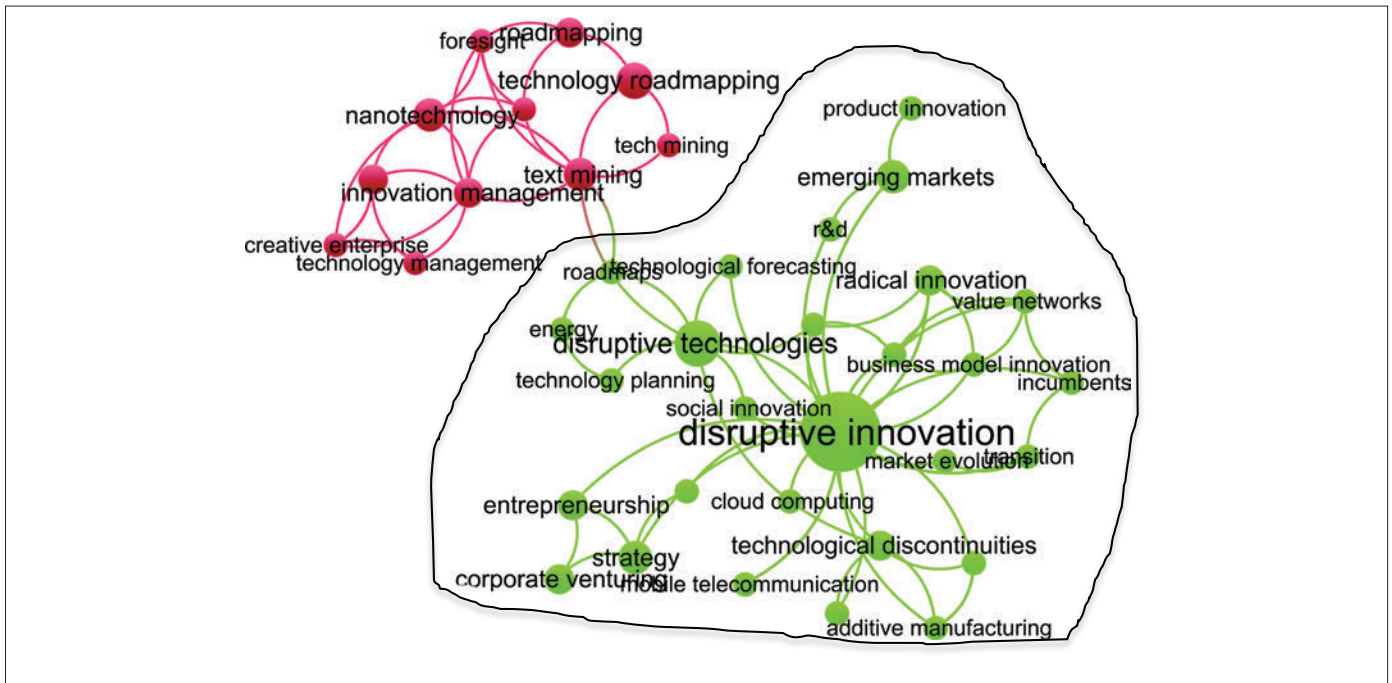 roadmapping
foresight
technology roadmapping
nanotechnology
tech mining
text mining
innovation management
creative enterprise
technology management
product innovation
emerging markets
r&d
roadmaps
technological forecasting
radical innovation
value networks
energy
disruptive technologies
business model innovation
technology planning
incumbents
social innovation
disruptive innovation
market evolution
transition
entrepreneurship
cloud computing
technological discontinuities
strategy
corporate venturing
mobile telecommunication
additive manufacturing